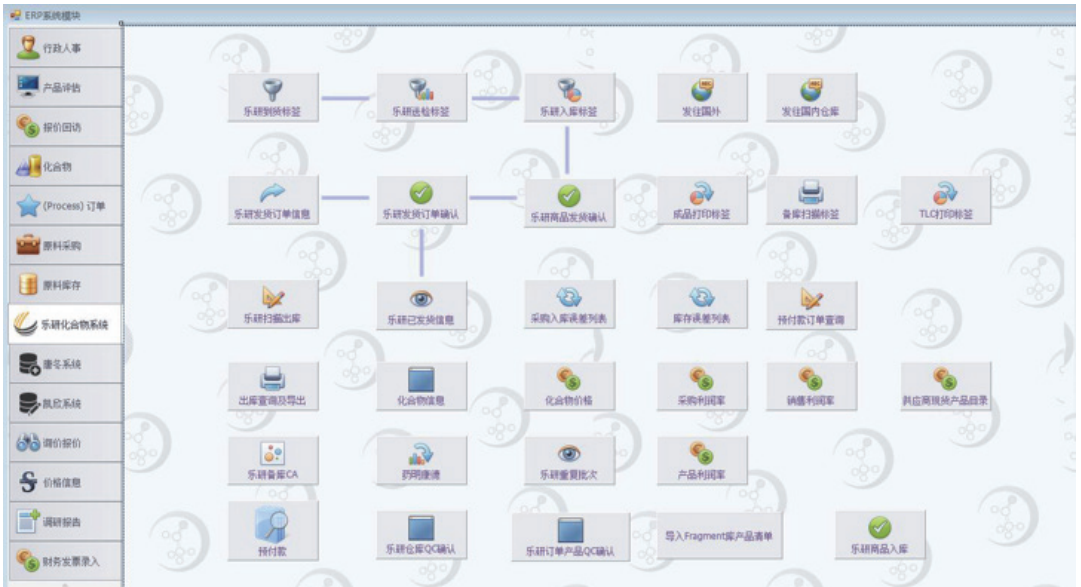 ERP系统模块
行政人事
产品评估
报价回访
化合物
(Process) 订单
原料采购
原料库存
乐研化合物系统
康冬系统
凯欣系统
调价报价
价格信息
调研报告
财务发票录入
乐研到货标签
乐研送检标签
乐研入库标签
发往国外
发往国内仓库
乐研发货订单信息
乐研发货订单确认
乐研商品发货确认
成品打印标签
备库扫描标签
TLC打印标签
乐研扫描出库
乐研已发货信息
采购入库误差列表
库存误差列表
预付款订单查询
出库查询及导出
化合物信息
化合物价格
采购利润率
销售利润率
供应商现货产品目录
乐研备库CA
药明康德
乐研重复批次
产品利润率
预付款
乐研仓库QC确认
乐研订单产品QC确认
导入Fragment库产品清单
乐研商品入库